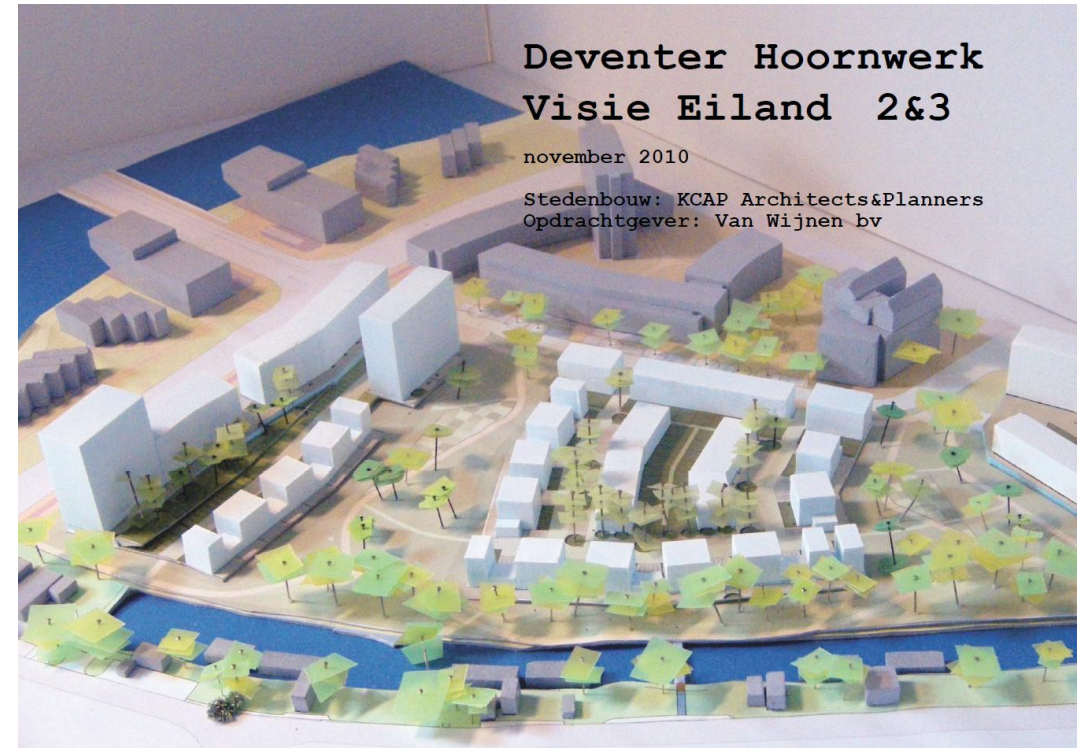 Deventer Hoornwerk
Visie Eiland 2&3
november 2010
Stedenbouw: KCAP Architects&Planners
Opdrachtgever: Van Wijnen bv